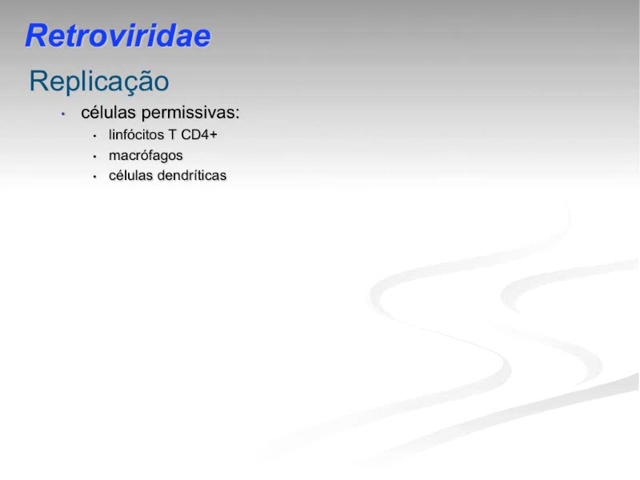 Retroviridae
Replicação
• células permissivas:
• linfócitos T CD4+
• macrófagos
• células dendríticas